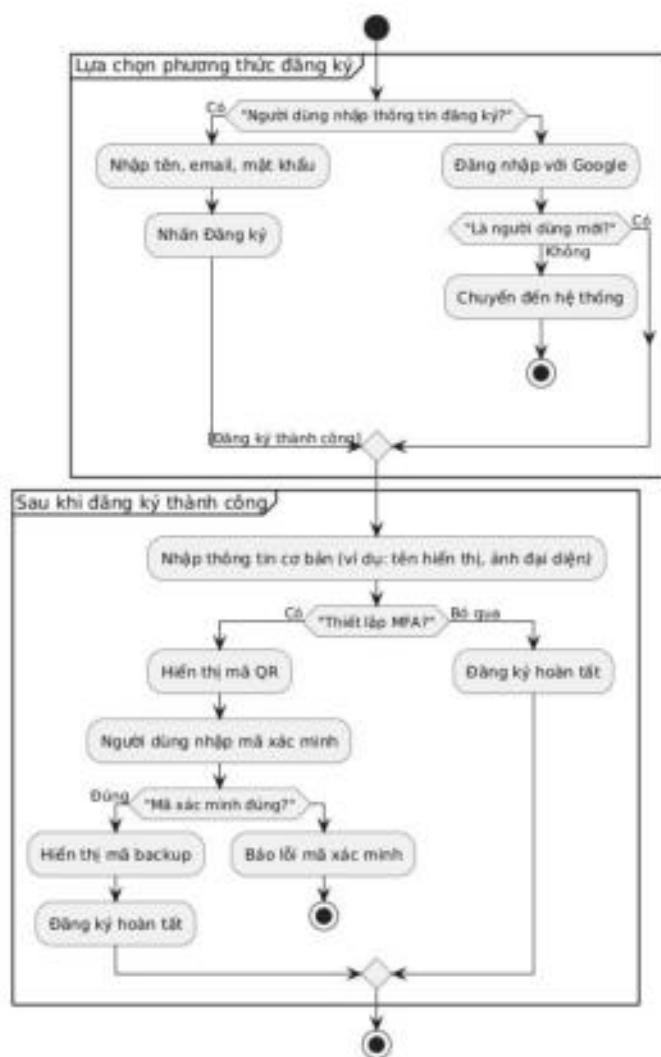 Lựa chọn phương thức đăng ký
Có
"Người dùng nhập thông tin đăng ký?"
Nhập tên, email, mật khẩu
Đăng nhập với Google
Nhấn Đăng ký
"Là người dùng mới?"
Có
Không
Chuyển đến hệ thống
[Đăng ký thành công]
Sau khi đăng ký thành công
Nhập thông tin cơ bản (ví dụ: tên hiển thị, ảnh đại diện)
Có
"Thiết lập MFA?"
Bỏ qua
Hiển thị mã QR
Đăng ký hoàn tất
Người dùng nhập mã xác minh
Đúng
"Mã xác minh đúng?"
Hiển thị mã backup
Báo lỗi mã xác minh
Đăng ký hoàn tất